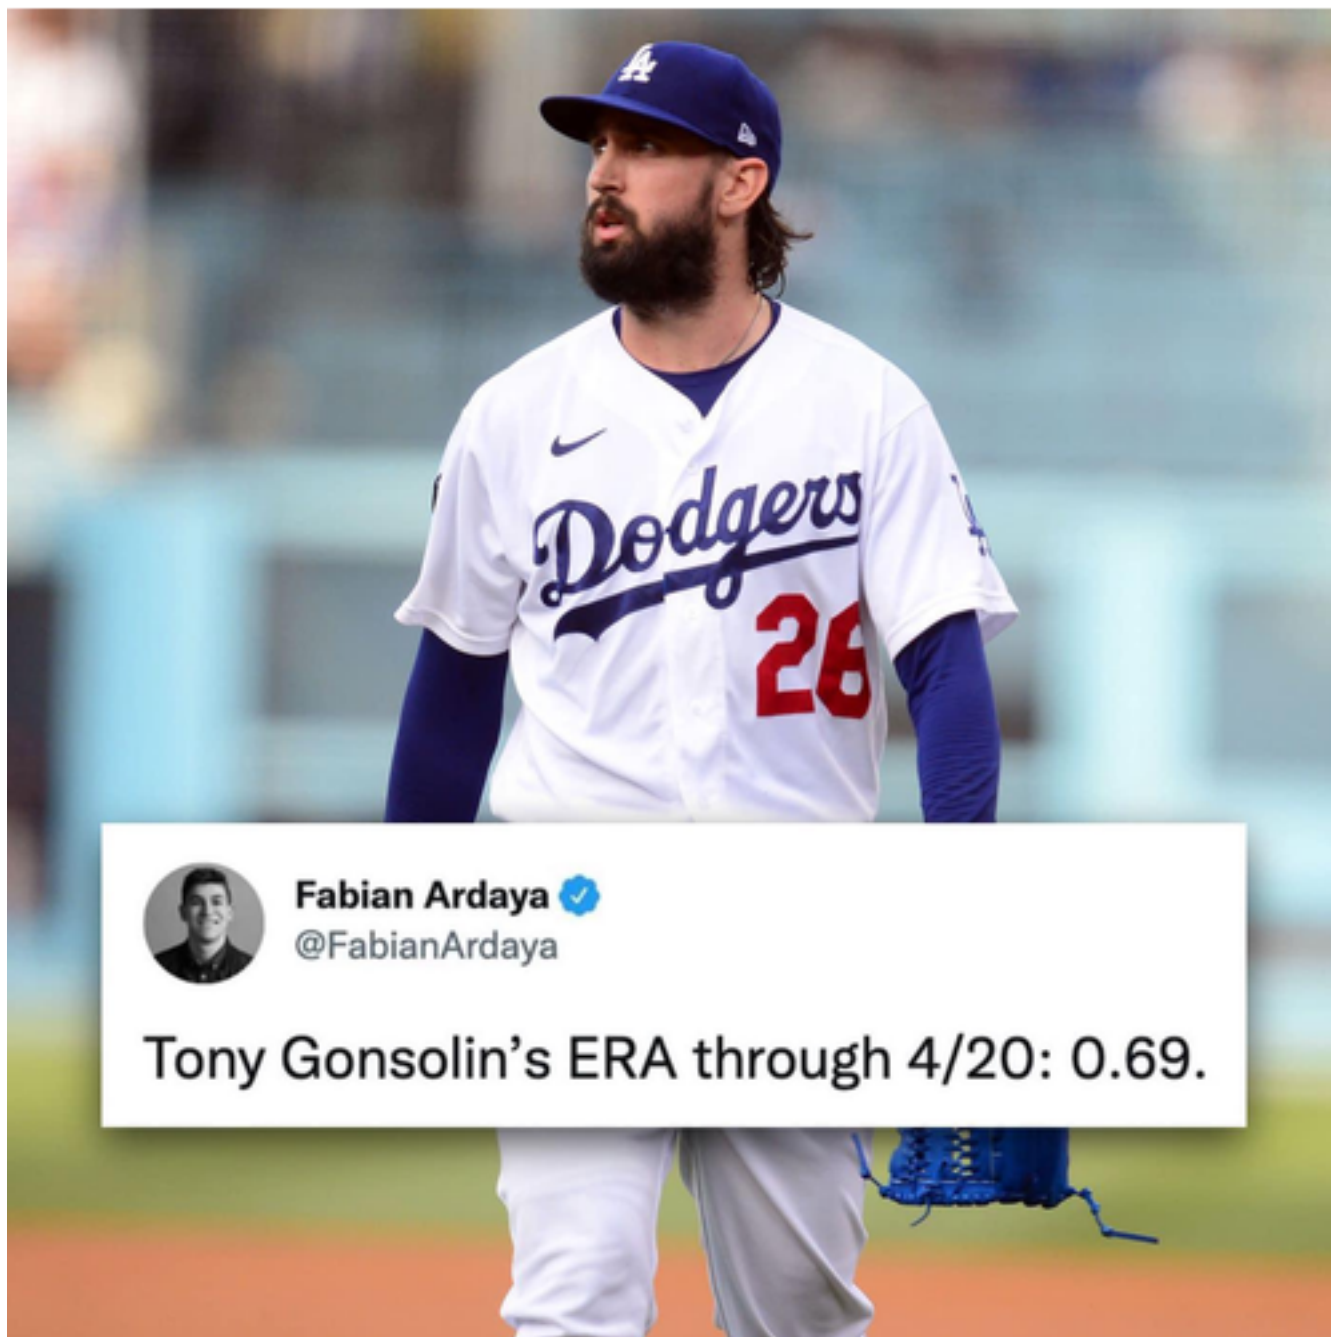 LA
Dodgers
26
Fabian Ardaya
@FabianArdaya
Tony Gonsolin’s ERA through 4/20: 0.69.